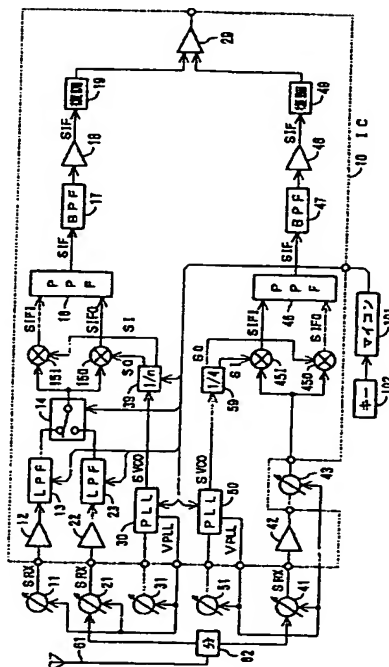 20
復調
19
18
SIF
17
BPF
SIF
PPF
16
SIFI
SIFQ
151
15Q
SI
SQ
14
1/n
39
LPF
LPF
13
23
12
22
SVCO
PLL
30
VPLL
SRX
11
SRX
21
31
61
復調
49
48
SIF
47
BPF
SIF
PPF
46
SIFI
SIFQ
SI
SQ
1/4
59
451
45Q
SVCO
PLL
50
VPLL
51
43
42
SRX
41
分
62
IC
10
マイコン
101
キー
102